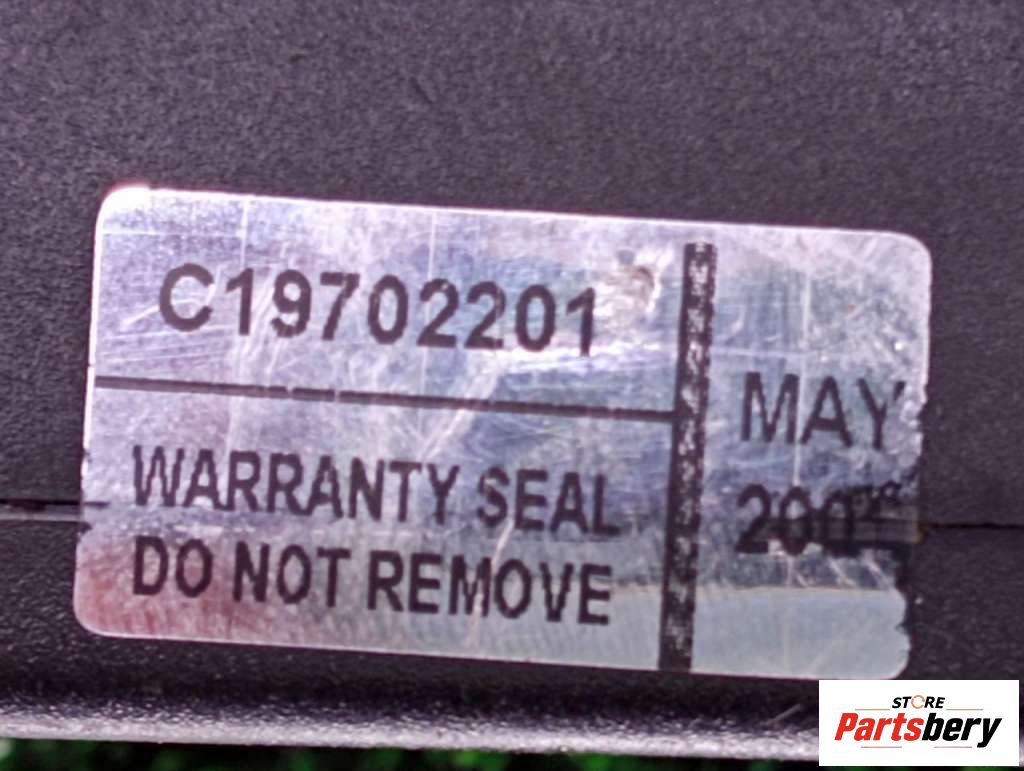 C19702201
WARRANTY SEAL
DO NOT REMOVE
MAY
STORE
Partsbery